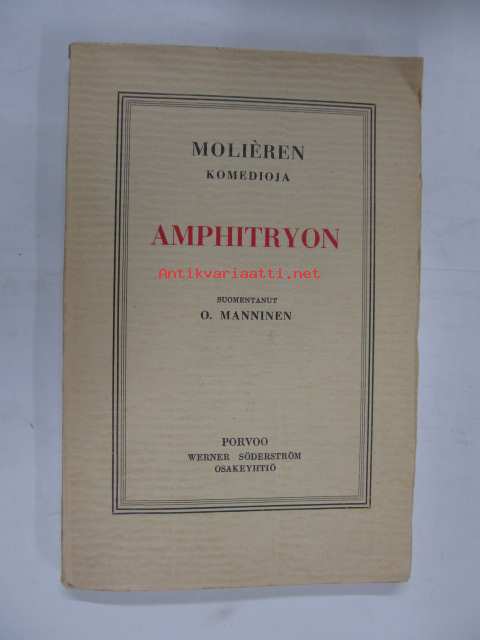 MOLIÈREN
KOMEDIOJA
AMPHITRYON
Antikvariaatti.net
SUOMENTANUT
O. MANNINEN
PORVOO
WERNER SÖDERSTRÖM
OSAKEYHTIÖ